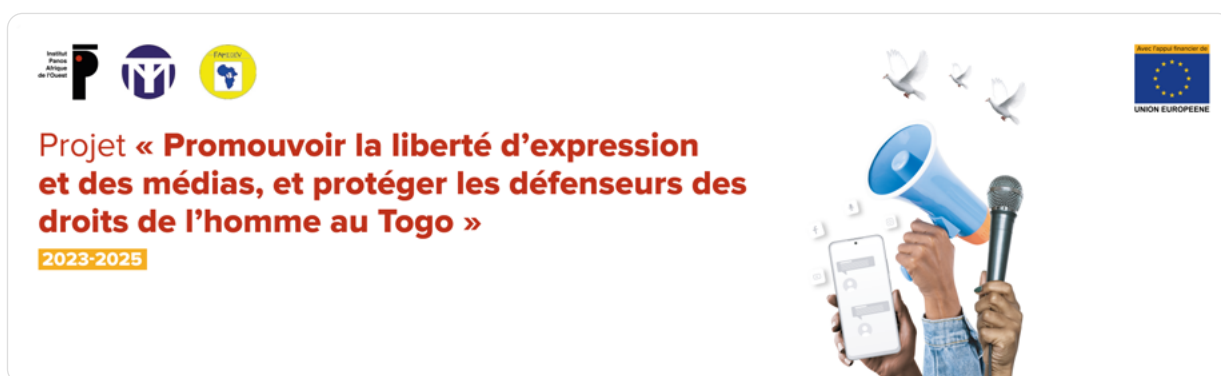 Institut
Panos
Afrique
de l'Ouest
Avec l'appui financier de
UNION EUROPEENE
Projet « Promouvoir la liberté d'expression
et des médias, et protéger les défenseurs des
droits de l'homme au Togo »
2023-2025